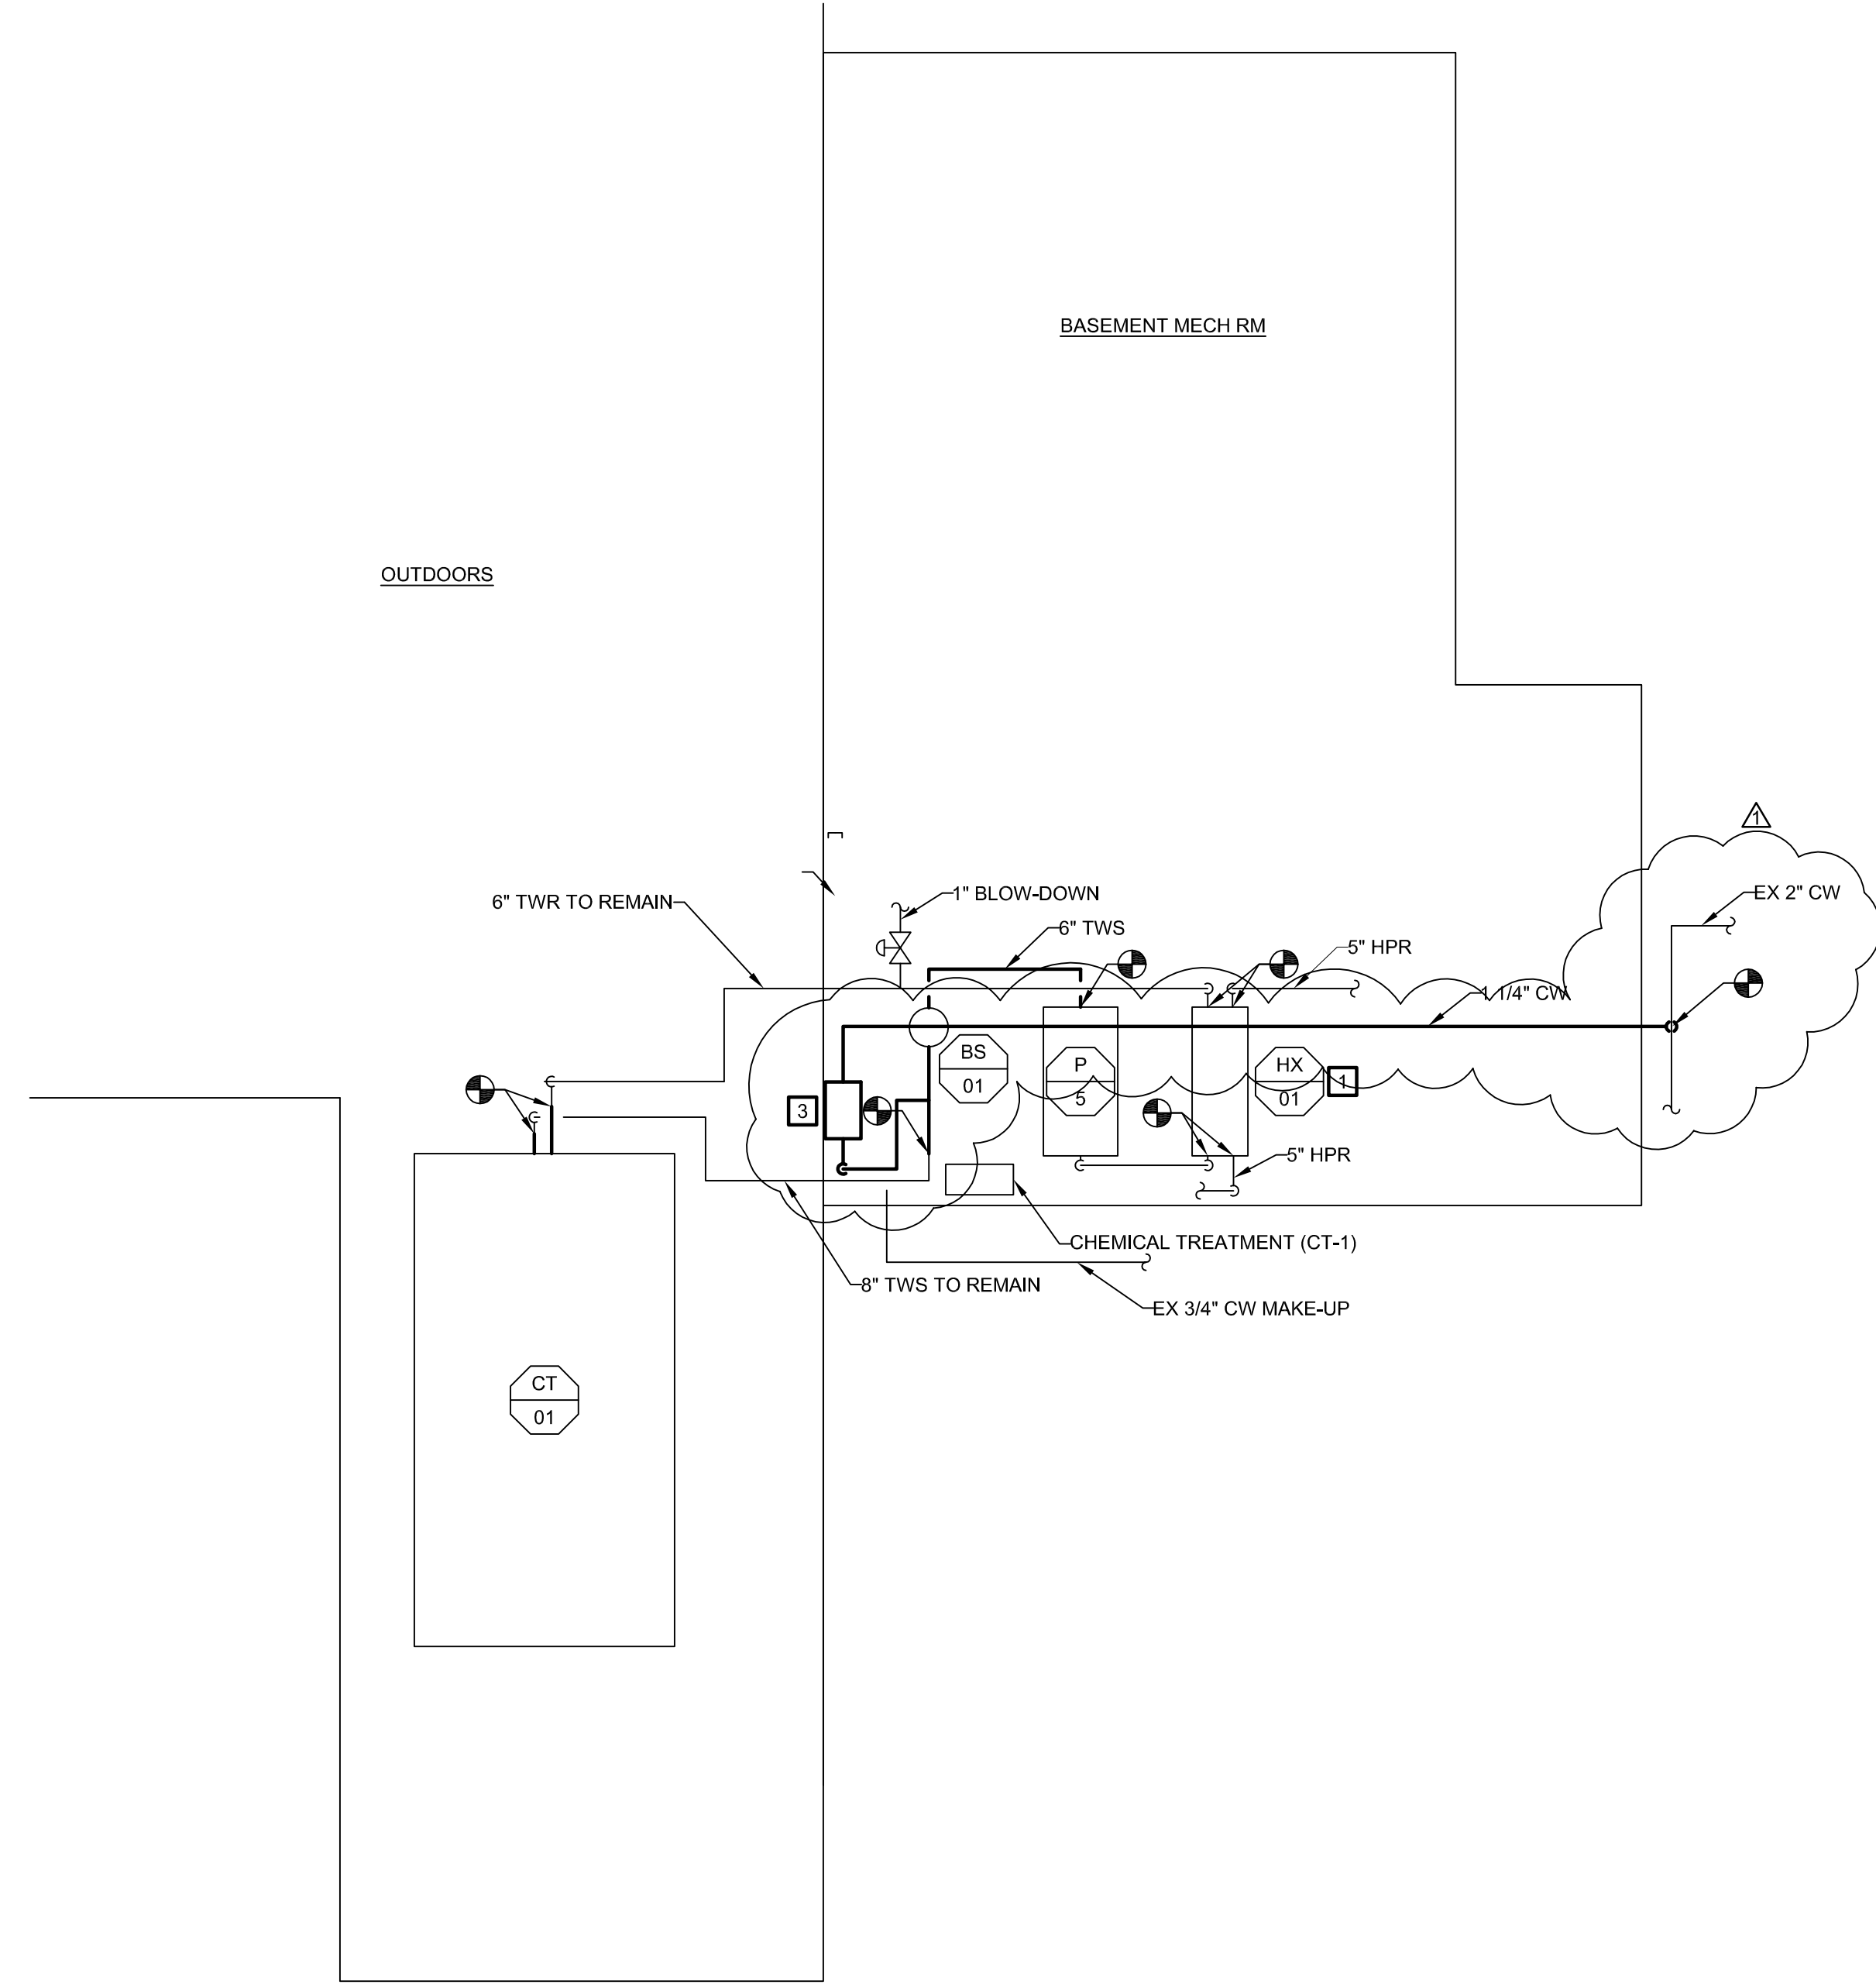 BASEMENT MECH RM
OUTDOORS
1
6" TWR TO REMAIN
1" BLOW-DOWN
EX 2" CW
6" TWS
5" HPR
1 1/4" CW
BS
01
P
5
HX
01
1
3
5" HPR
CHEMICAL TREATMENT (CT-1)
8" TWS TO REMAIN
EX 3/4" CW MAKE-UP
CT
01